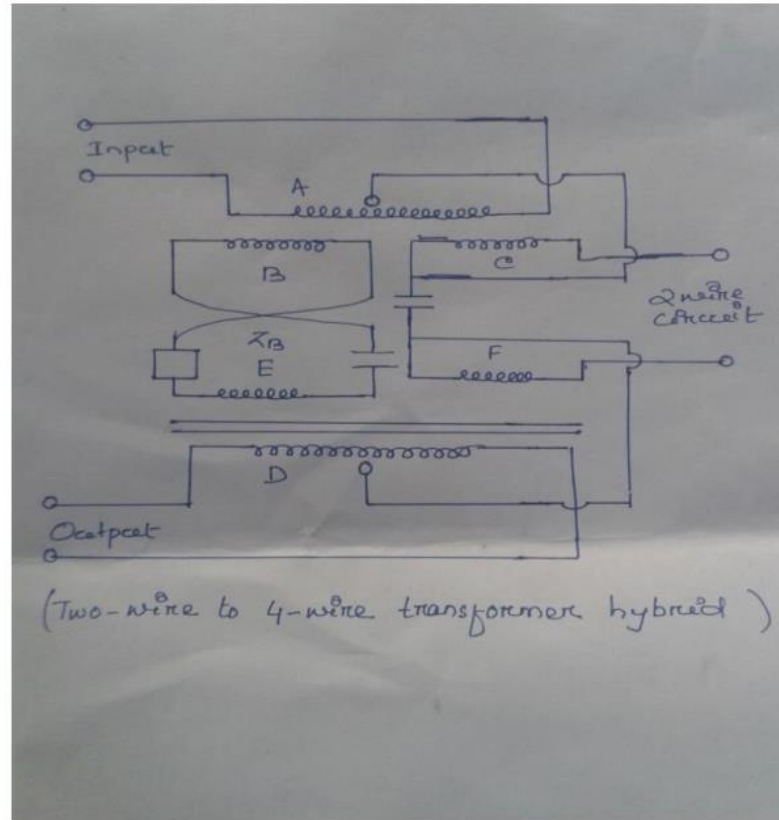 Input
A
B
C
2 wire
circuit
ZB
E
F
D
Output
(Two-wire to 4-wire transformer hybrid)